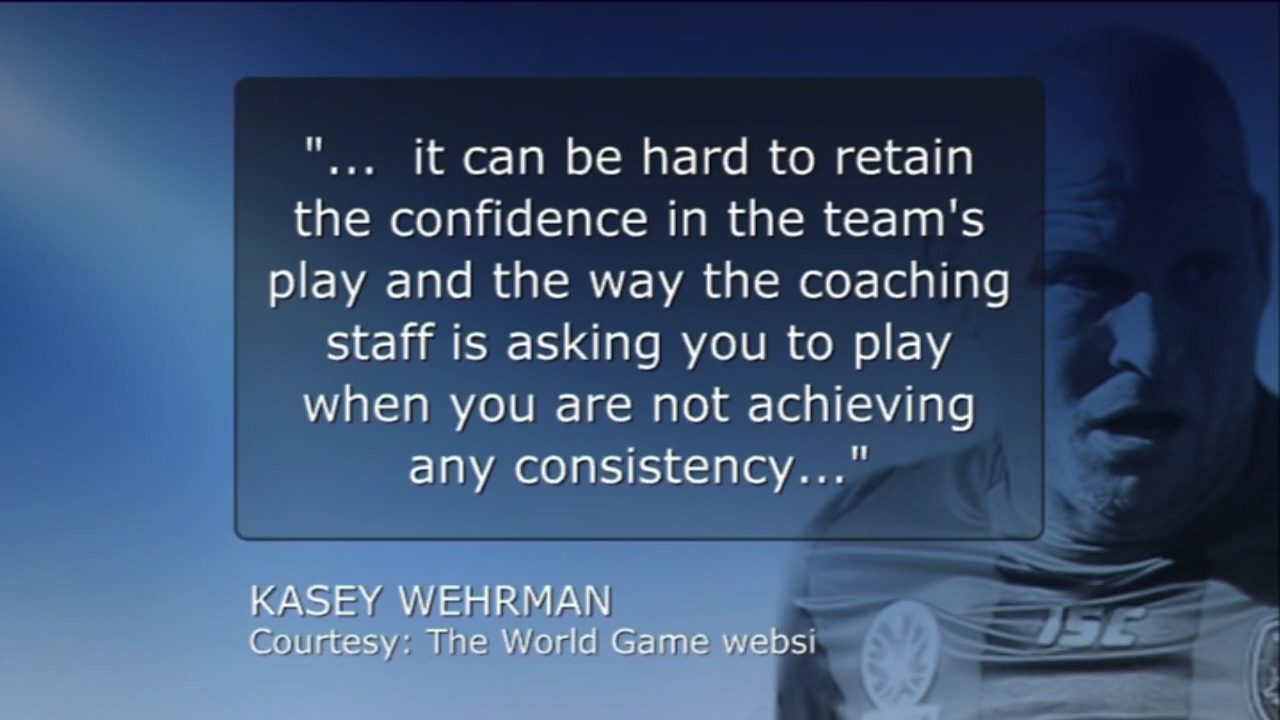 "... it can be hard to retain
the confidence in the team's
play and the way the coaching
staff is asking you to play
when you are not achieving
any consistency..."
KASEY WEHRMAN
Courtesy: The World Game websi
ISC